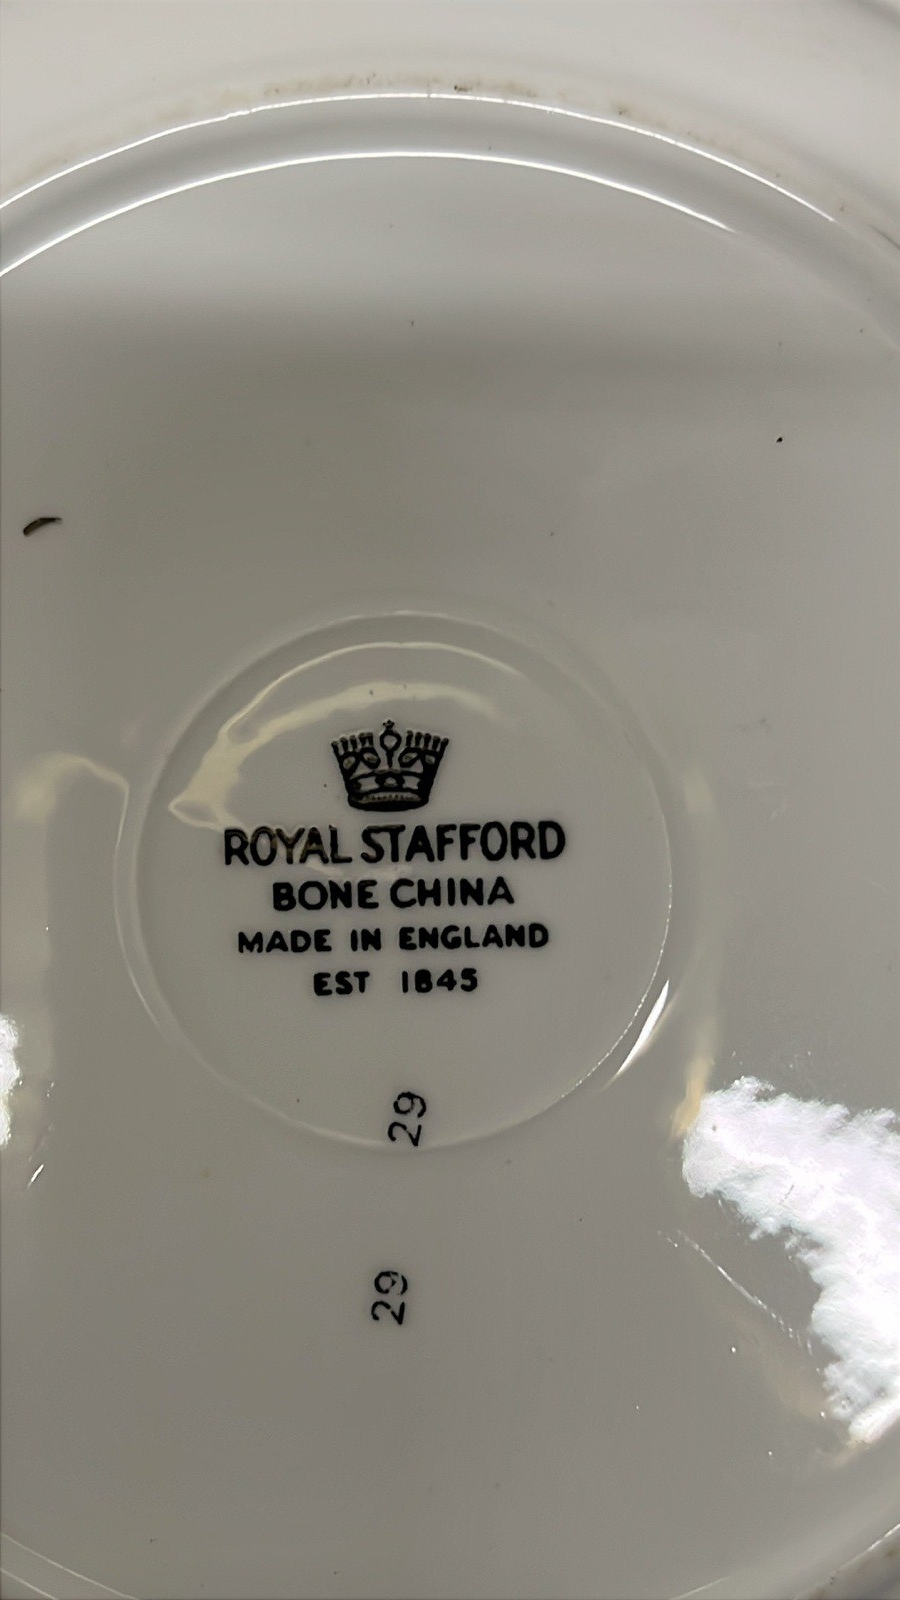 ROYAL STAFFORD
BONE CHINA
MADE IN ENGLAND
EST 1845
29
29